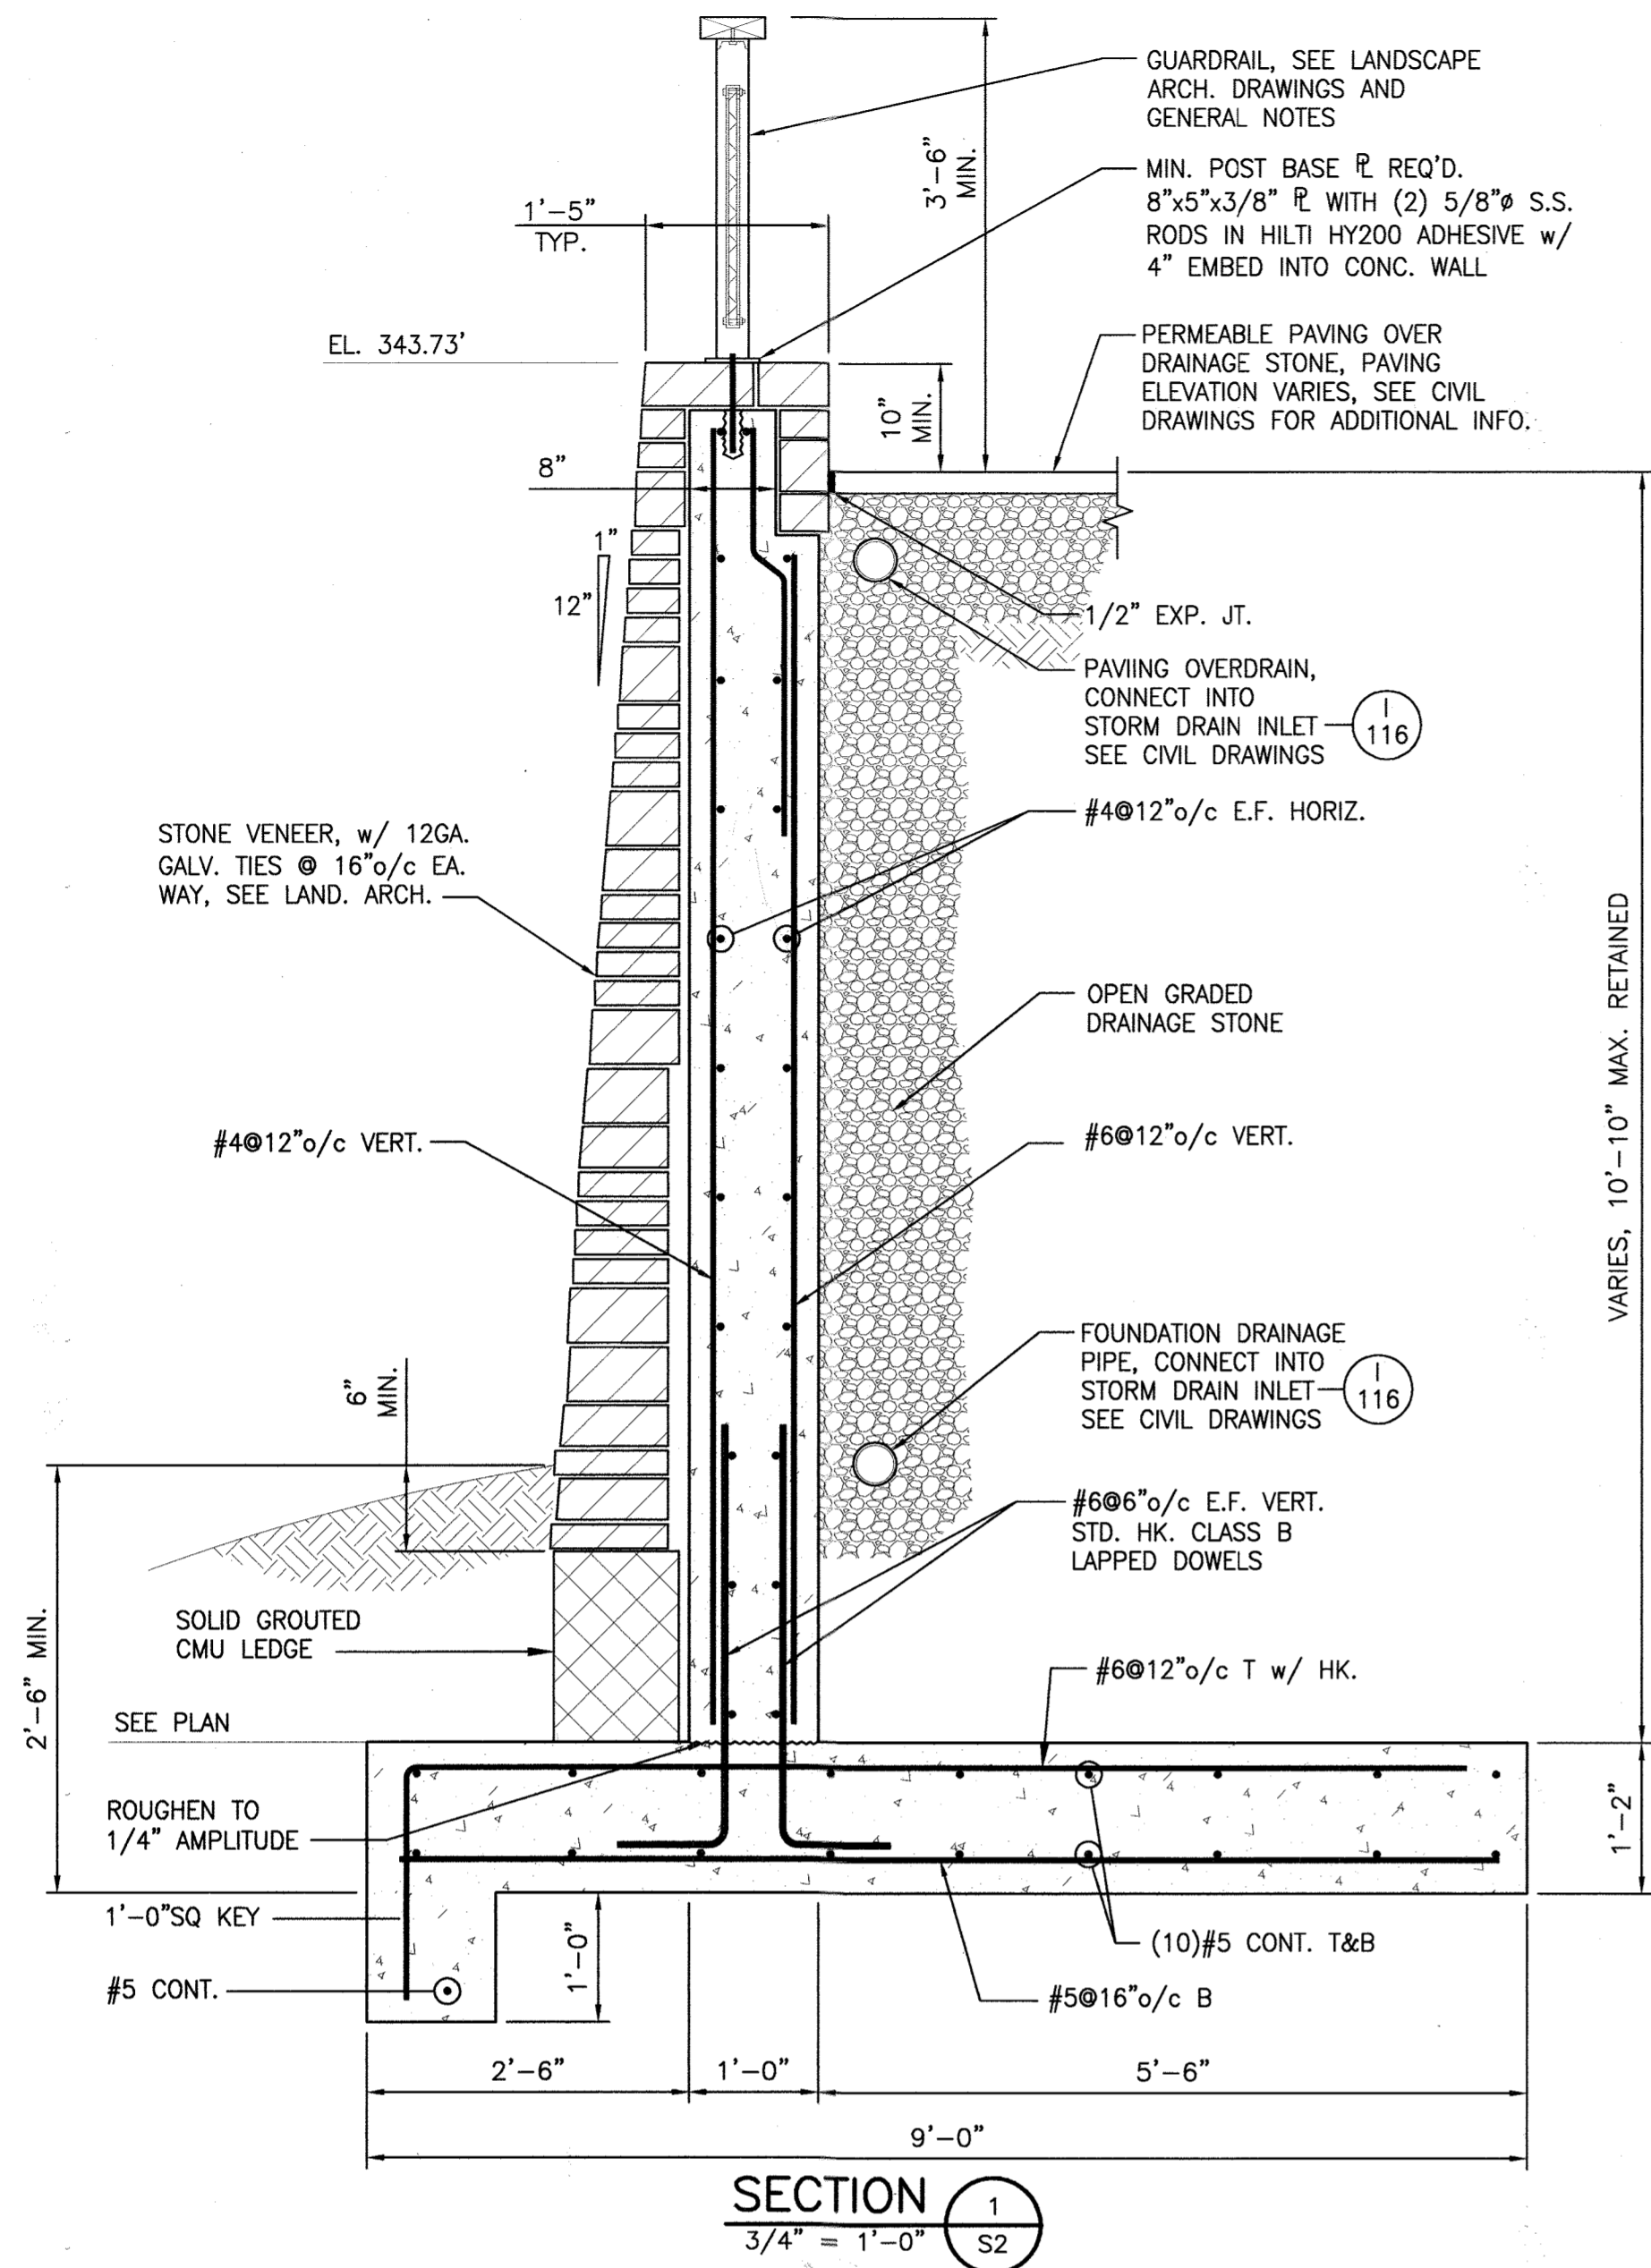 GUARDRAIL, SEE LANDSCAPE
ARCH. DRAWINGS AND
GENERAL NOTES
3'-6"
MIN.
MIN. POST BASE ⅊ REQ'D.
8"x5"x3/8" ⅊ WITH (2) 5/8"ø S.S.
RODS IN HILTI HY200 ADHESIVE w/
4" EMBED INTO CONC. WALL
1'-5"
TYP.
EL. 343.73'
PERMEABLE PAVING OVER
DRAINAGE STONE, PAVING
ELEVATION VARIES, SEE CIVIL
DRAWINGS FOR ADDITIONAL INFO.
10"
MIN.
8"
1"
12"
1/2" EXP. JT.
PAVIING OVERDRAIN,
CONNECT INTO
STORM DRAIN INLET
SEE CIVIL DRAWINGS
I
116
#4@12"o/c E.F. HORIZ.
STONE VENEER, w/ 12GA.
GALV. TIES @ 16"o/c EA.
WAY, SEE LAND. ARCH.
OPEN GRADED
DRAINAGE STONE
VARIES, 10'-10" MAX. RETAINED
#4@12"o/c VERT.
#6@12"o/c VERT.
FOUNDATION DRAINAGE
PIPE, CONNECT INTO
STORM DRAIN INLET
SEE CIVIL DRAWINGS
I
116
6"
MIN.
#6@6"o/c E.F. VERT.
STD. HK. CLASS B
LAPPED DOWELS
2'-6" MIN.
SOLID GROUTED
CMU LEDGE
#6@12"o/c T w/ HK.
SEE PLAN
ROUGHEN TO
1/4" AMPLITUDE
1'-2"
1'-0"SQ KEY
1'-0"
(10)#5 CONT. T&B
#5 CONT.
#5@16"o/c B
2'-6"
1'-0"
5'-6"
9'-0"
SECTION
3/4" = 1'-0"
1
S2